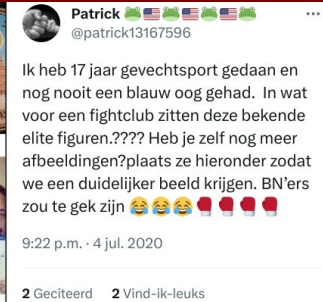 Patrick 🐸🇺🇸🐸🇺🇸🐸🇺🇸🐸
@patrick13167596
Ik heb 17 jaar gevechtsport gedaan en
nog nooit een blauw oog gehad. In wat
voor een fightclub zitten deze bekende
elite figuren.???? Heb je zelf nog meer
afbeeldingen?plaats ze hieronder zodat
we een duidelijker beeld krijgen. BN'ers
zou te gek zijn 😂😂😂🥊🥊🥊🥊
9:22 p.m. · 4 jul. 2020
2 Geciteerd 2 Vind-ik-leuks